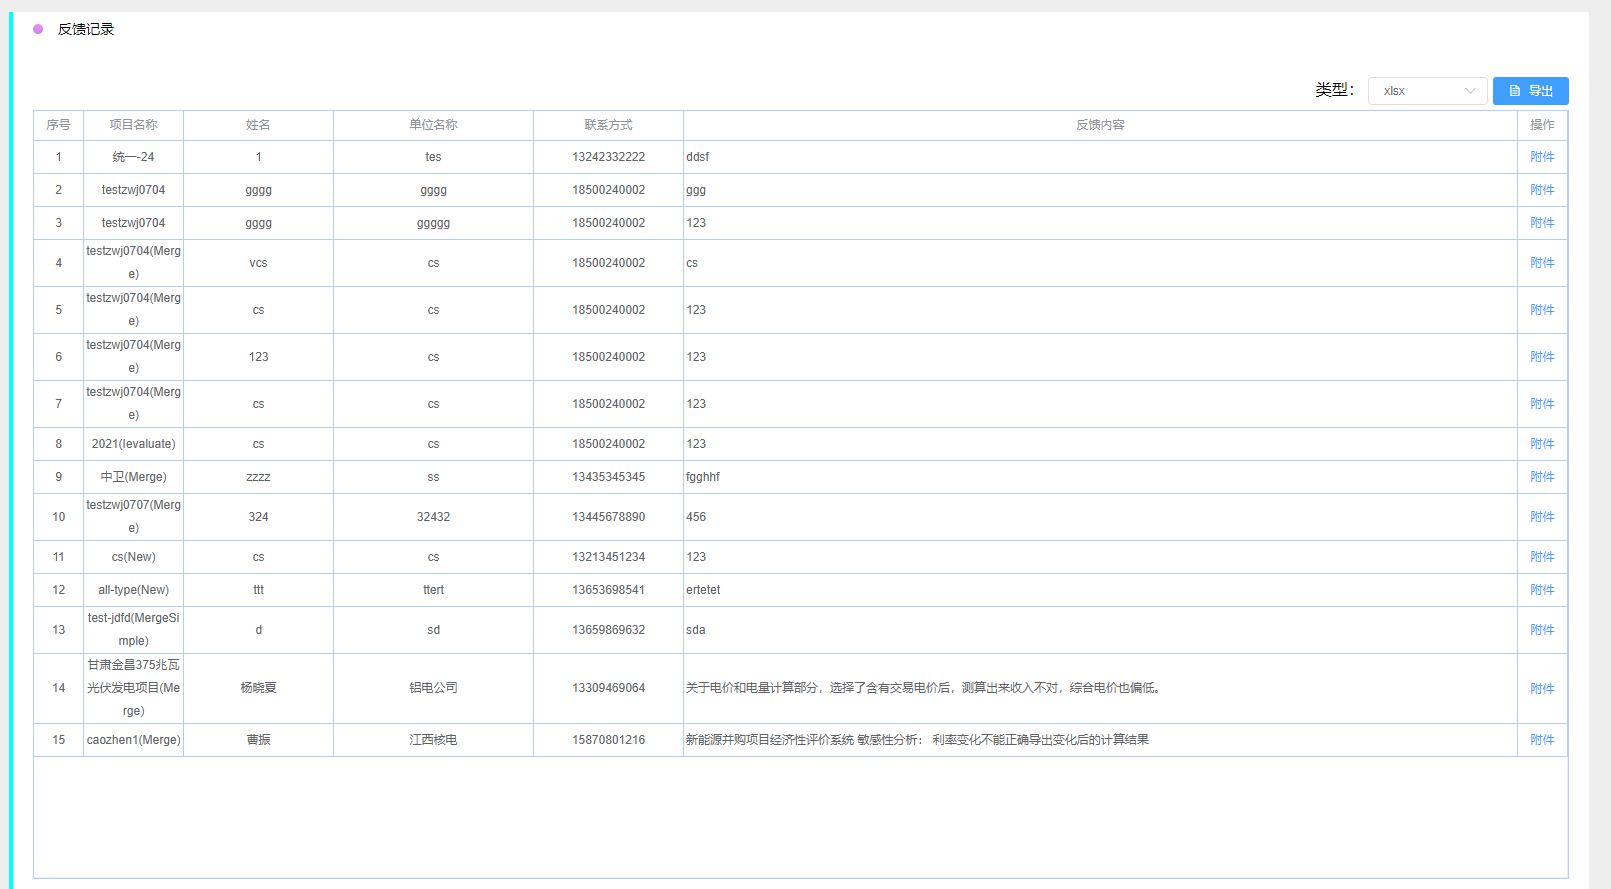 反馈记录
类型： xlsx 导出
序号 项目名称 姓名 单位名称 联系方式 反馈内容 操作
1 统一-24 1 tes 13242332222 ddsf 附件
2 testzwj0704 gggg gggg 18500240002 ggg 附件
3 testzwj0704 gggg ggggg 18500240002 123 附件
testzwj0704(Merg
4 vcs cs 18500240002 cs 附件
e)
testzwj0704(Merg
5 cs cs 18500240002 123 附件
e)
testzwj0704(Merg
6 123 cs 18500240002 123 附件
e)
testzwj0704(Merg
7 cs cs 18500240002 123 附件
e)
8 2021(Ievaluate) cs cs 18500240002 123 附件
9 中卫(Merge) zzzz ss 13435345345 fgghhf 附件
testzwj0707(Merg
10 324 32432 13445678890 456 附件
e)
11 cs(New) cs cs 13213451234 123 附件
12 all-type(New) ttt ttert 13653698541 ertetet 附件
test-jdfd(MergeSi
13 d sd 13659869632 sda 附件
mple)
甘肃金昌375兆瓦
14 光伏发电项目(Me 杨晓夏 铝电公司 13309469064 关于电价和电量计算部分，选择了含有交易电价后，测算出来收入不对，综合电价也偏低。 附件
rge)
15 caozhen1(Merge) 曹振 江西核电 15870801216 新能源并购项目经济性评价系统 敏感性分析： 利率变化不能正确导出变化后的计算结果 附件